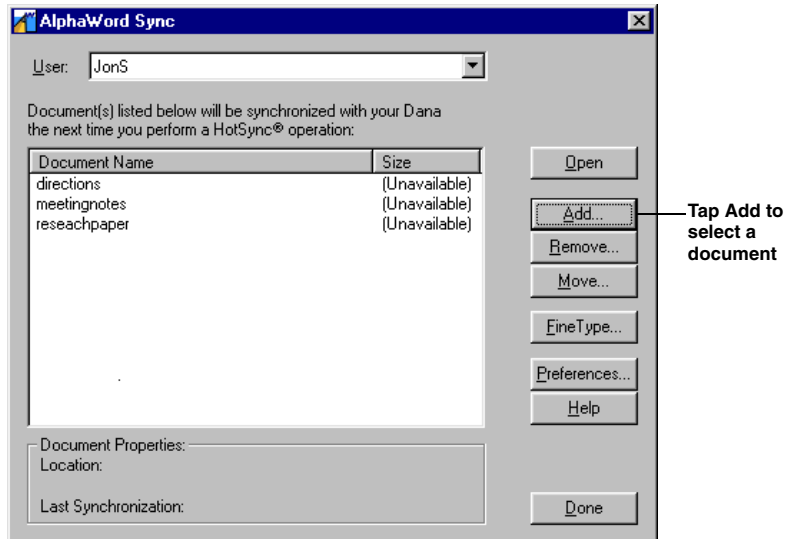 AlphaWord Sync
User: JonS
Document(s) listed below will be synchronized with your Dana
the next time you perform a HotSync® operation:
Document Name Size
directions (Unavailable)
meetingnotes (Unavailable)
reseachpaper (Unavailable)
Open
Add...
Remove...
Move...
FineType...
Preferences...
Help
Tap Add to
select a
document
Document Properties:
Location:
Last Synchronization:
Done